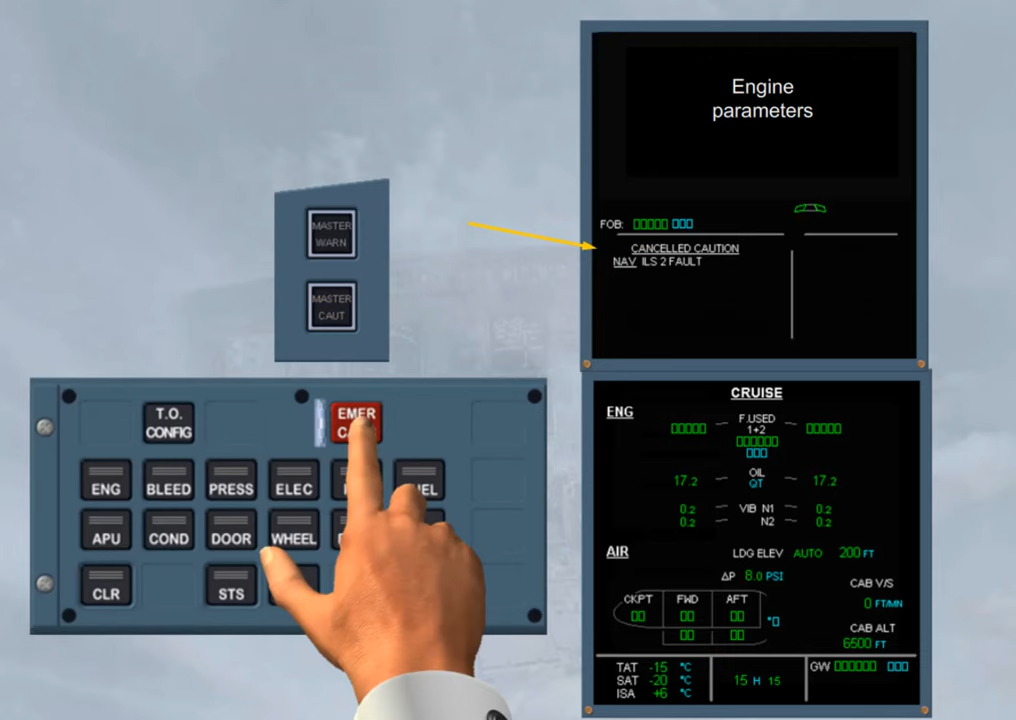 Engine
parameters
MASTER
WARN
MASTER
CAUT
FOB:
CANCELLED CAUTION
NAV ILS 2 FAULT
T.O.
CONFIG
EMER
ENG
BLEED
PRESS
ELEC
APU
COND
DOOR
WHEEL
CLR
STS
CRUISE
ENG
F.USED
1+2
17.2
OIL
QT
17.2
0.2 VIB N1 0.2
0.2 N2 0.2
AIR
LDG ELEV AUTO 200 FT
ΔP 8.0 PSI
CAB V/S
0 FT/MN
CKPT FWD AFT
CAB ALT
6500 FT
TAT -15 °C
SAT -20 °C
ISA +6 °C
15 H 15
GW